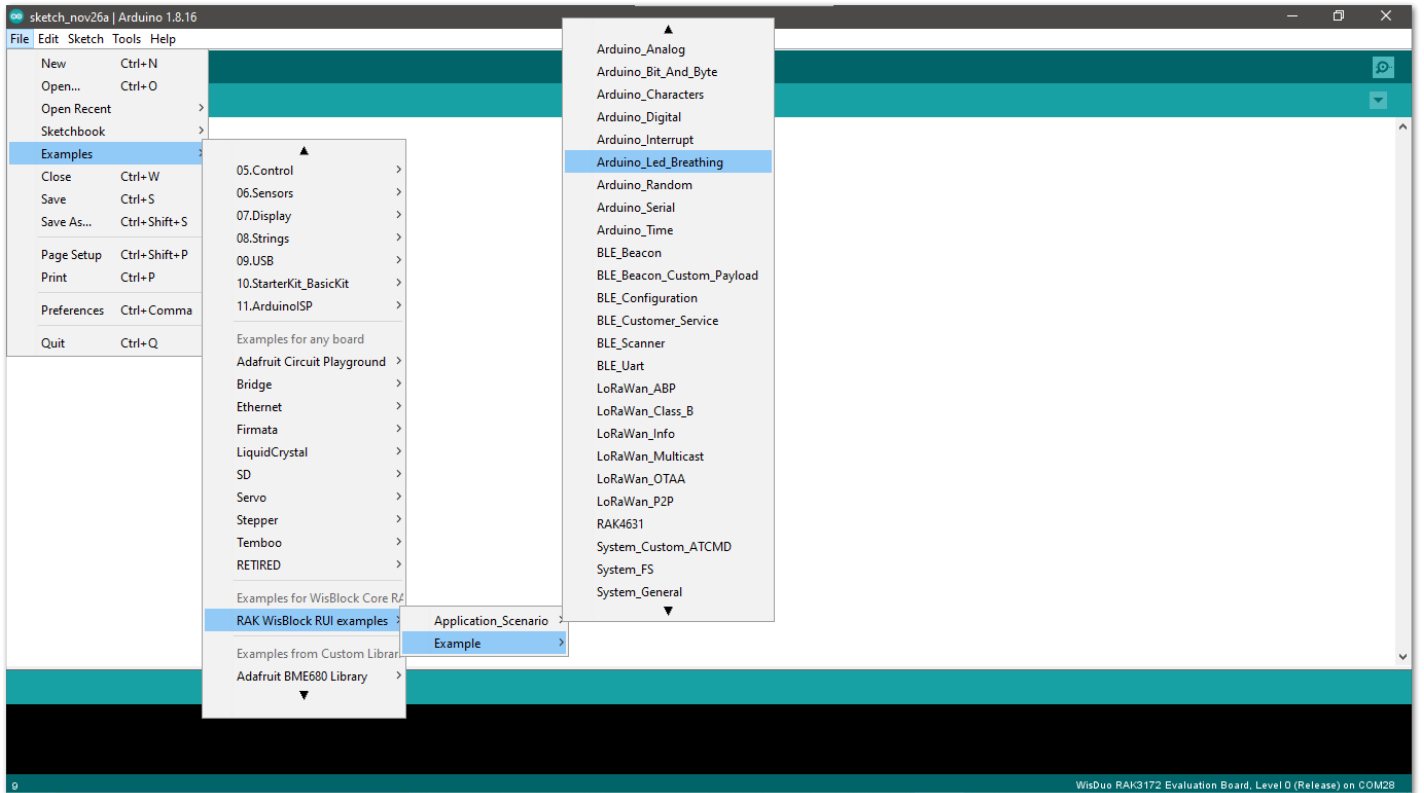 sketch_nov26a | Arduino 1.8.16
File Edit Sketch Tools Help
New Ctrl+N
Open... Ctrl+O
Open Recent
Sketchbook
Examples
Close Ctrl+W
Save Ctrl+S
Save As... Ctrl+Shift+S
Page Setup Ctrl+Shift+P
Print Ctrl+P
Preferences Ctrl+Comma
Quit Ctrl+Q
05.Control
06.Sensors
07.Display
08.Strings
09.USB
10.StarterKit_BasicKit
11.ArduinoISP
Examples for any board
Adafruit Circuit Playground
Bridge
Ethernet
Firmata
LiquidCrystal
SD
Servo
Stepper
Temboo
RETIRED
Examples for WisBlock Core RA
RAK WisBlock RUI examples
Examples from Custom Librar
Adafruit BME680 Library
Application_Scenario
Example
Arduino_Analog
Arduino_Bit_And_Byte
Arduino_Characters
Arduino_Digital
Arduino_Interrupt
Arduino_Led_Breathing
Arduino_Random
Arduino_Serial
Arduino_Time
BLE_Beacon
BLE_Beacon_Custom_Payload
BLE_Configuration
BLE_Customer_Service
BLE_Scanner
BLE_Uart
LoRaWan_ABP
LoRaWan_Class_B
LoRaWan_Info
LoRaWan_Multicast
LoRaWan_OTAA
LoRaWan_P2P
RAK4631
System_Custom_ATCMD
System_FS
System_General
9
WisDuo RAK3172 Evaluation Board, Level 0 (Release) on COM28